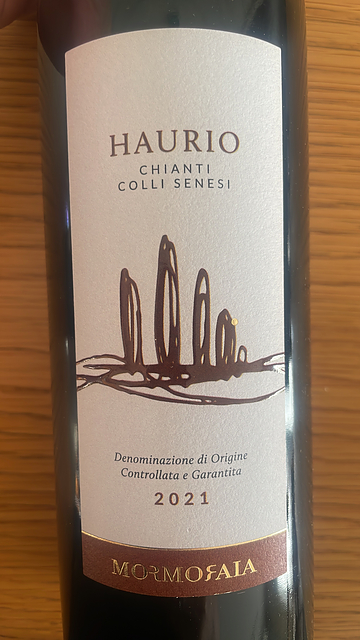 HAURIO
CHIANTI
COLLI SENESI
Denominazione di Origine
Controllata e Garantita
2021
MORMORAIA